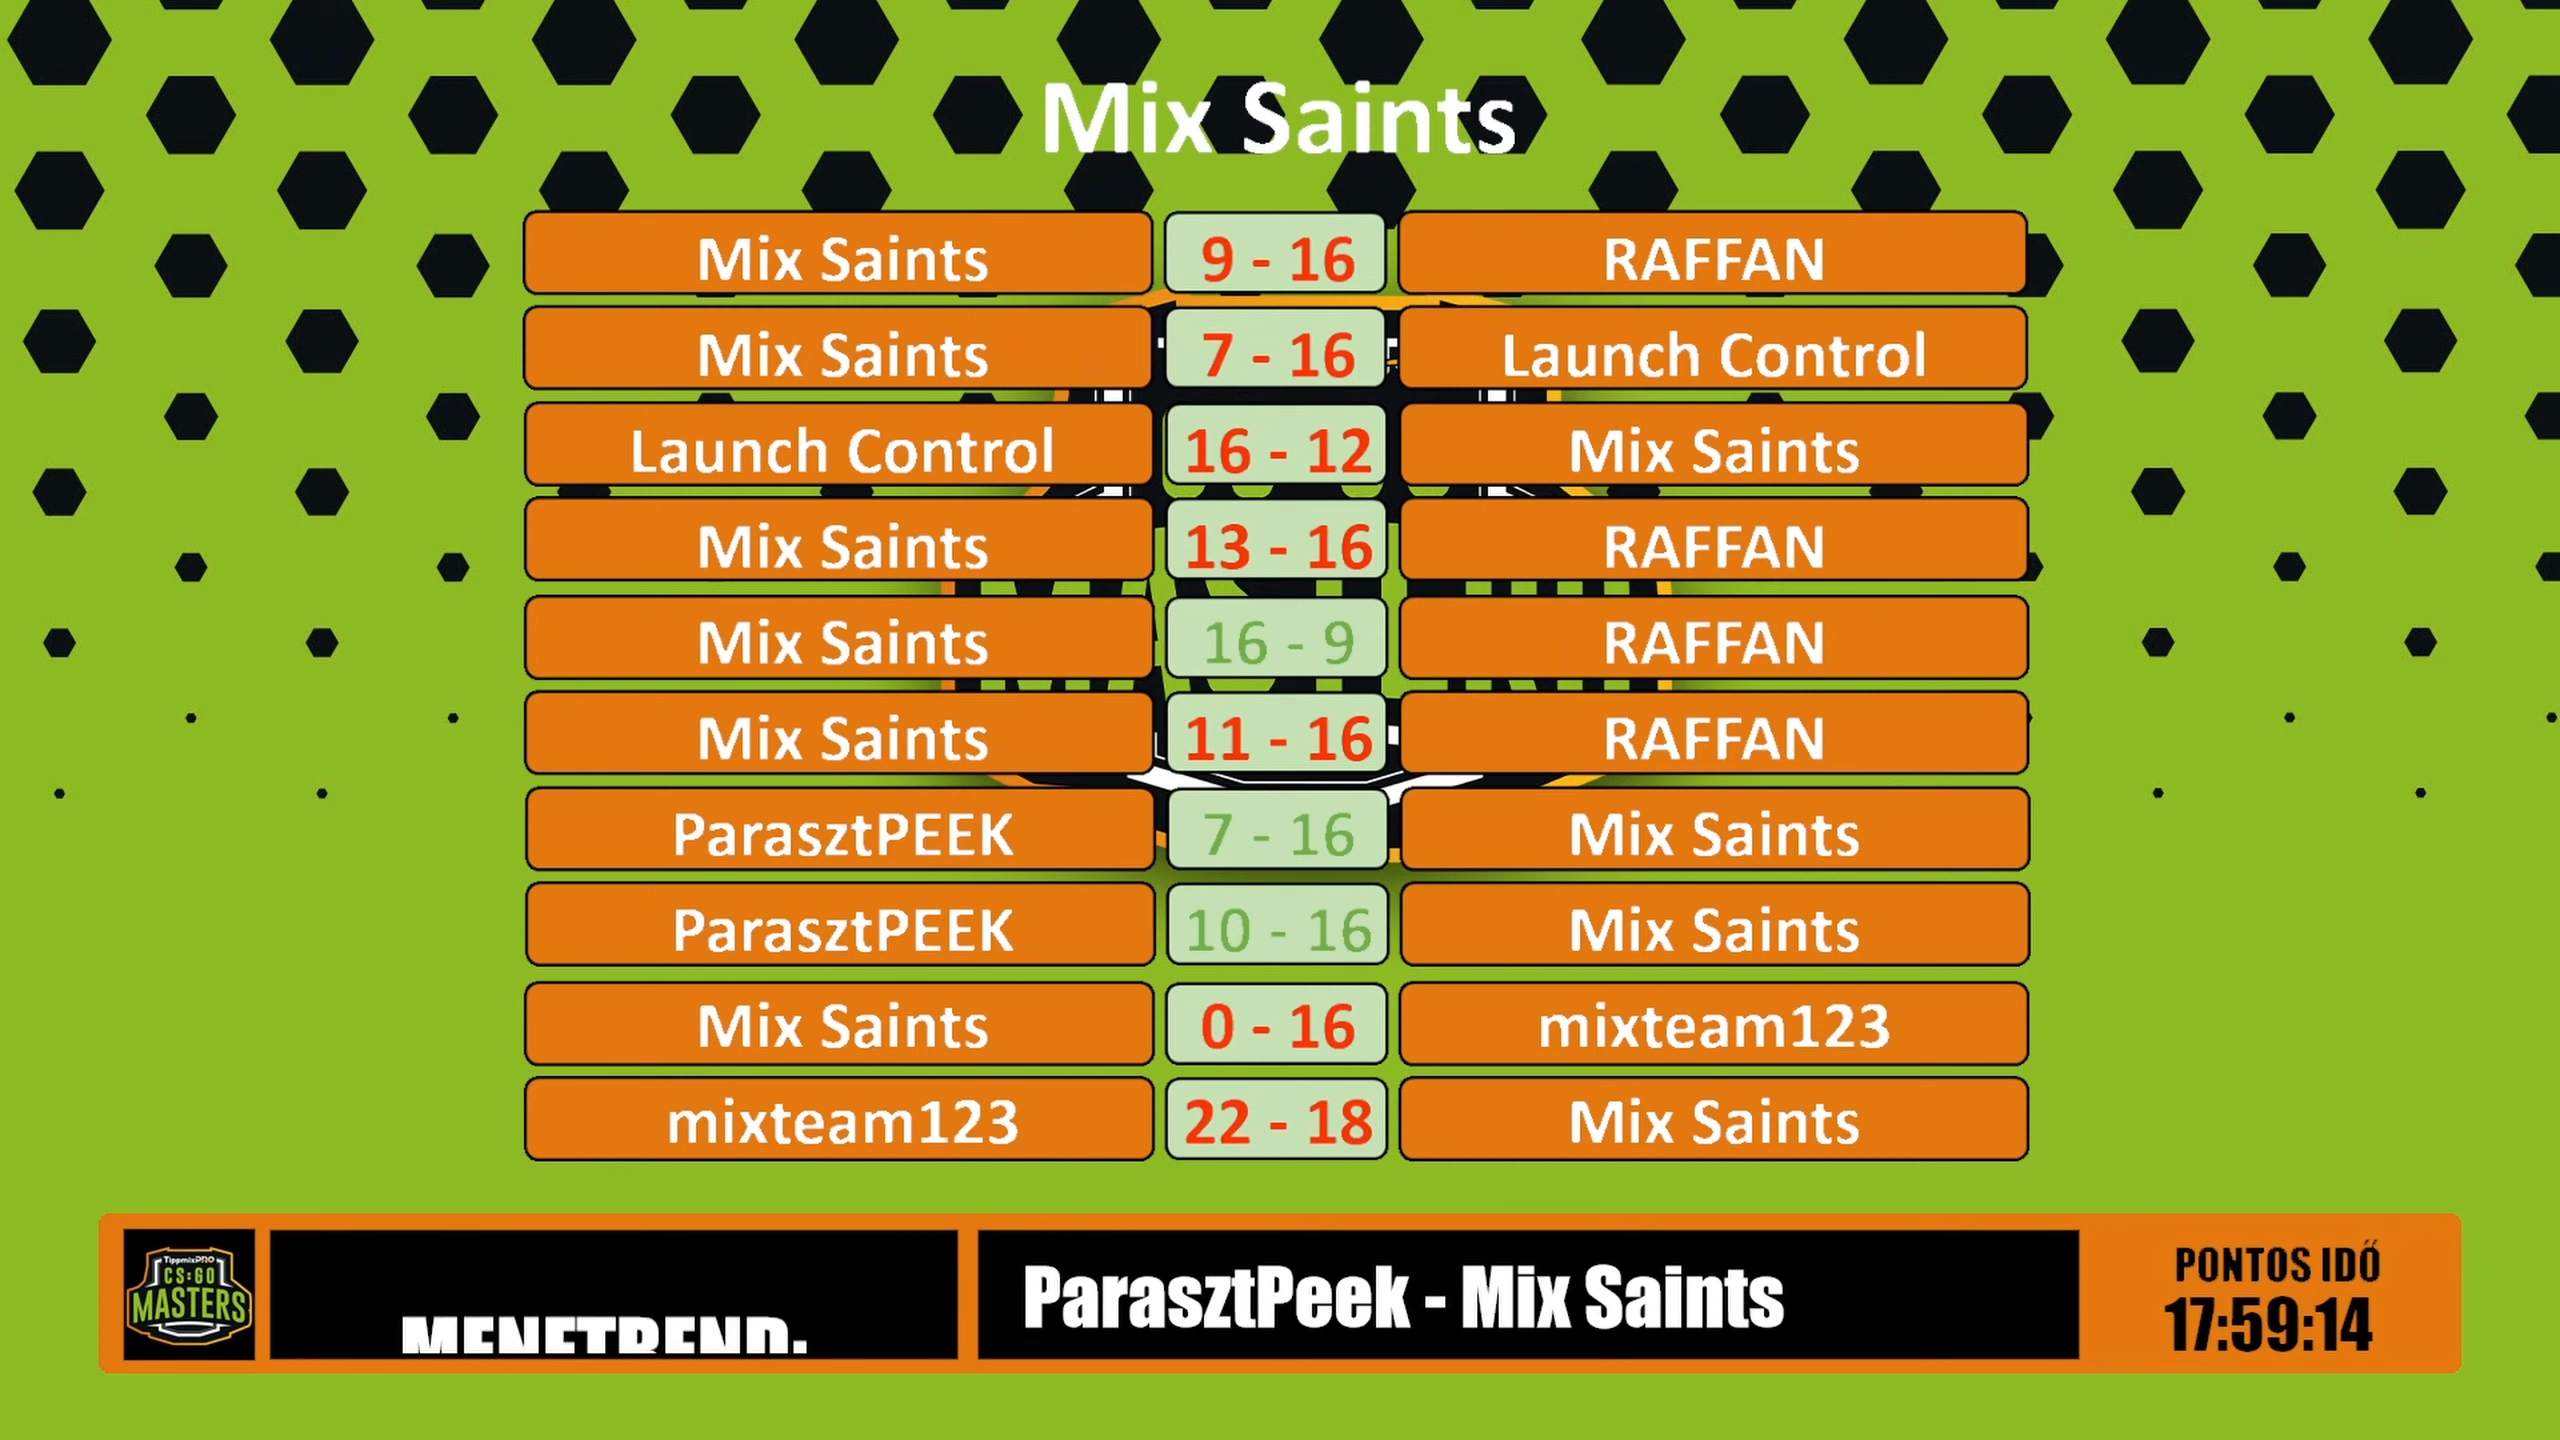 Mix Saints
Mix Saints 9 - 16 RAFFAN
Mix Saints 7 - 16 Launch Control
Launch Control 16 - 12 Mix Saints
Mix Saints 13 - 16 RAFFAN
Mix Saints 16 - 9 RAFFAN
Mix Saints 11 - 16 RAFFAN
ParasztPEEK 7 - 16 Mix Saints
ParasztPEEK 10 - 16 Mix Saints
Mix Saints 0 - 16 mixteam123
mixteam123 22 - 18 Mix Saints
TippmixPRO
CS:GO
MASTERS
MENETREND:
ParasztPeek - Mix Saints
PONTOS IDŐ
17:59:14